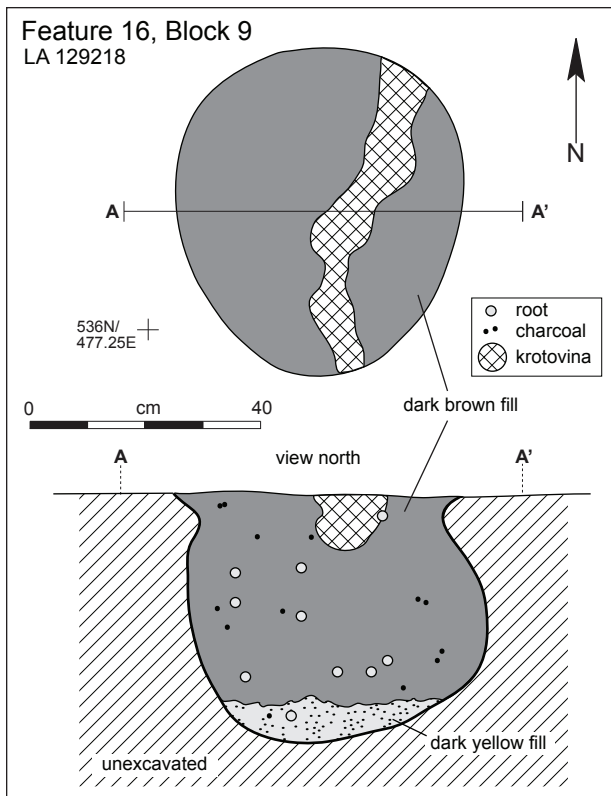 Feature 16, Block 9
LA 129218
N
A
A’
536N/
477.25E
root
charcoal
krotovina
dark brown fill
0 cm 40
A
view north
A’
dark yellow fill
unexcavated